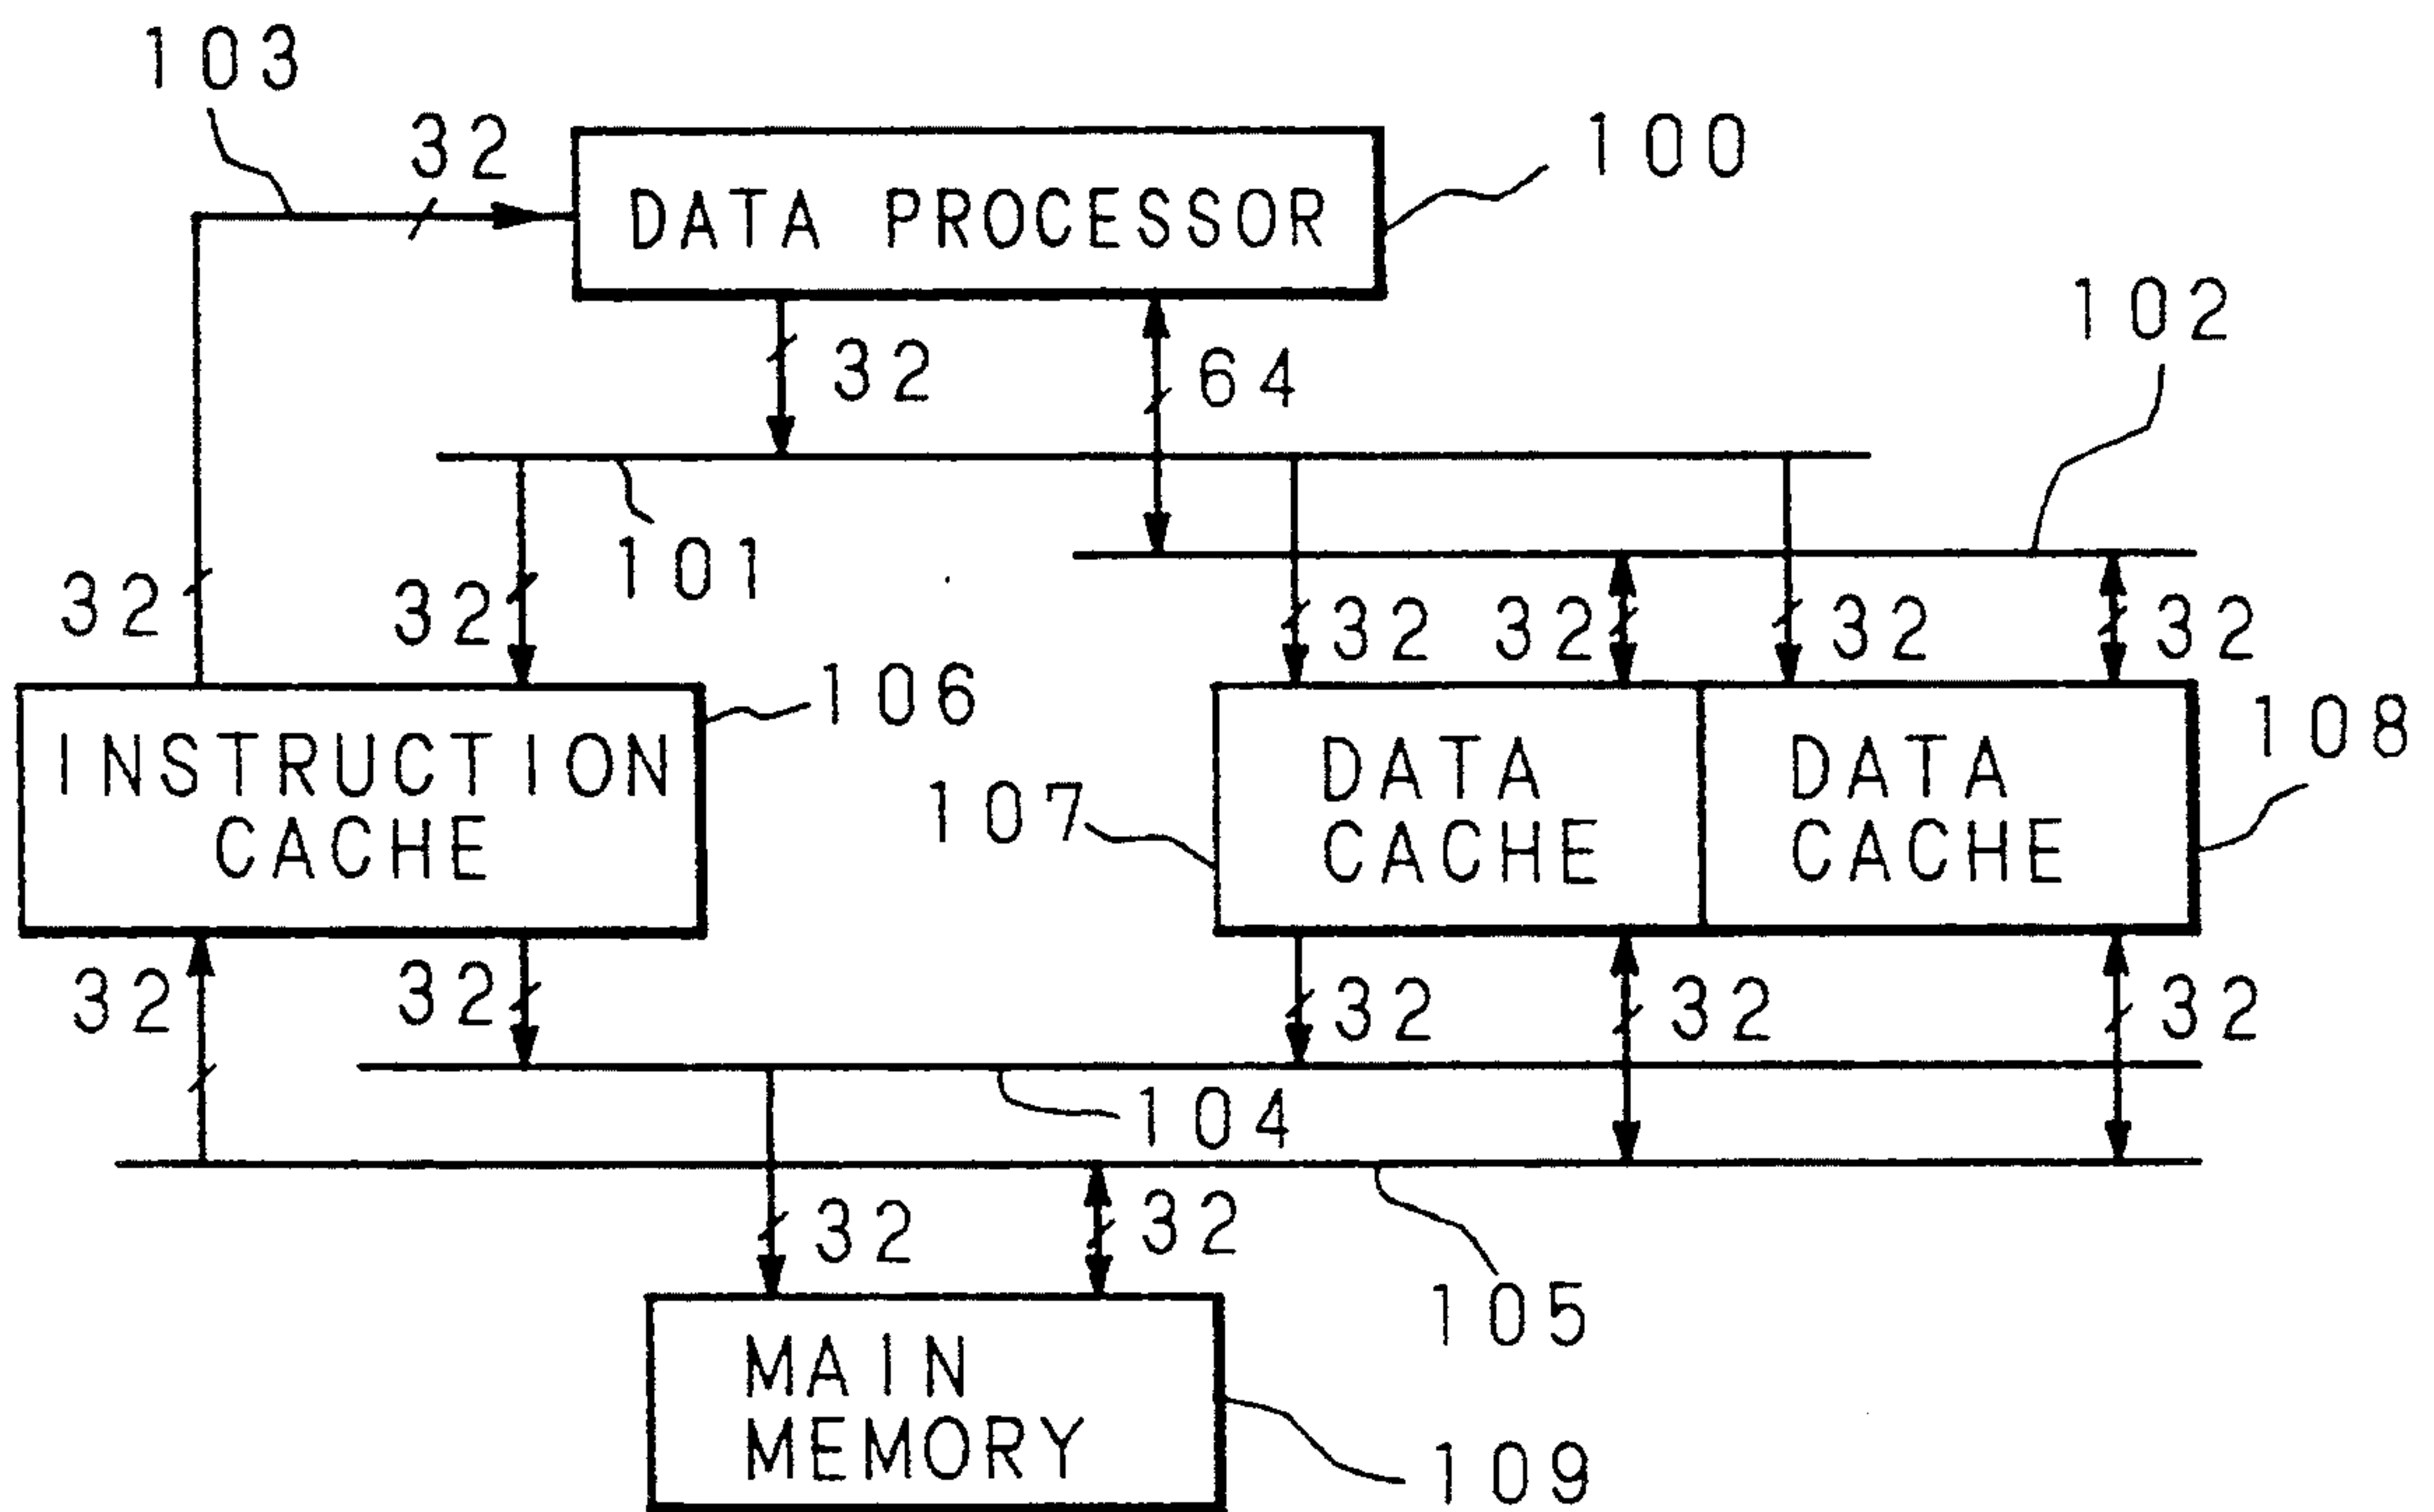 103
32
100
DATA PROCESSOR
102
32
64
101
32
32
32
32
32
32
106
108
INSTRUCTION
CACHE
107
DATA
CACHE
DATA
CACHE
32
32
32
32
32
104
32
32
105
MAIN
MEMORY
109